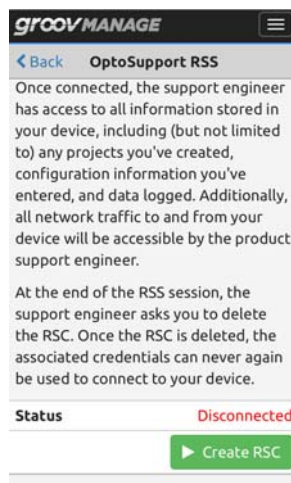 groov MANAGE
Back OptoSupport RSS
Once connected, the support engineer
has access to all information stored in
your device, including (but not limited
to) any projects you've created,
configuration information you've
entered, and data logged. Additionally,
all network traffic to and from your
device will be accessible by the product
support engineer.
At the end of the RSS session, the
support engineer asks you to delete
the RSC. Once the RSC is deleted, the
associated credentials can never again
be used to connect to your device.
Status Disconnected
Create RSC